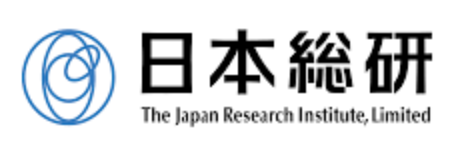 日本総研
The Japan Research Institute, Limited